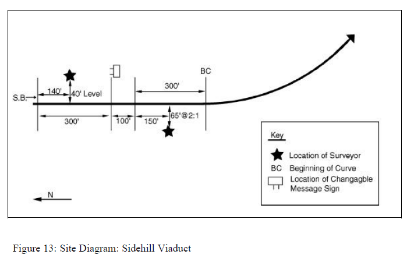 BC
300'
140'
40' Level
S.B.
300'
100'
150'
65'@2:1
Key
Location of Surveyor
BC Beginning of Curve
Location of Changagble
Message Sign
N
Figure 13: Site Diagram: Sidehill Viaduct